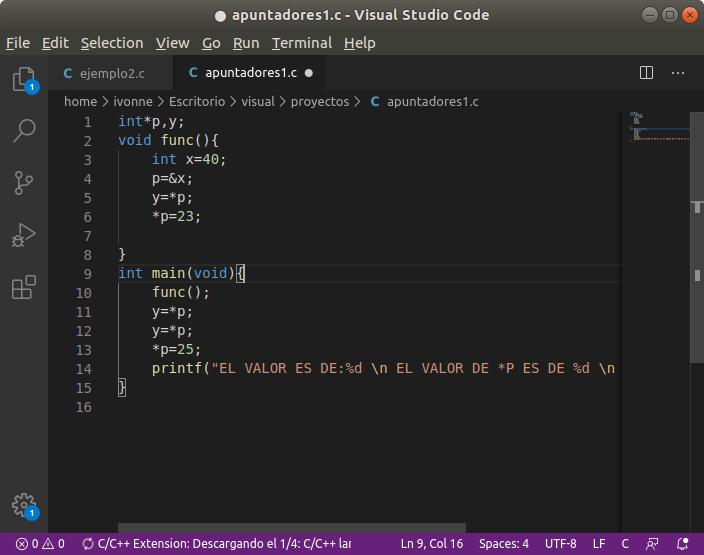 apuntadores1.c - Visual Studio Code
File Edit Selection View Go Run Terminal Help
ejemplo2.c apuntadores1.c
home > ivonne > Escritorio > visual > proyectos > C apuntadores1.c
1 int*p,y;
2 void func(){
3 int x=40;
4 p=&x;
5 y=*p;
6 *p=23;
7
8 }
9 int main(void){
10 func();
11 y=*p;
12 y=*p;
13 *p=25;
14 printf("EL VALOR ES DE:%d \n EL VALOR DE *P ES DE %d \n
15 }
16
1
1
0 0 C/C++ Extension: Descargando el 1/4: C/C++ lar Ln 9, Col 16 Spaces: 4 UTF-8 LF C